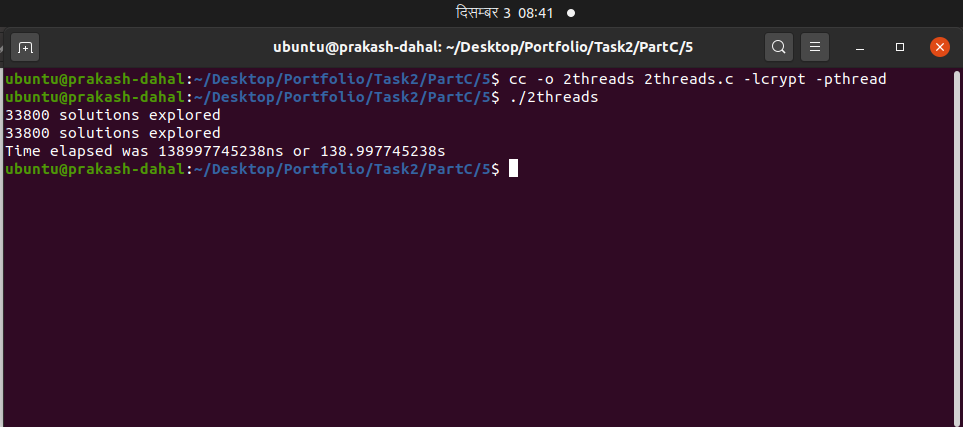 दिसम्बर 3 08:41
ubuntu@prakash-dahal: ~/Desktop/Portfolio/Task2/PartC/5
ubuntu@prakash-dahal:~/Desktop/Portfolio/Task2/PartC/5$ cc -o 2threads 2threads.c -lcrypt -pthread
ubuntu@prakash-dahal:~/Desktop/Portfolio/Task2/PartC/5$ ./2threads
33800 solutions explored
33800 solutions explored
Time elapsed was 138997745238ns or 138.997745238s
ubuntu@prakash-dahal:~/Desktop/Portfolio/Task2/PartC/5$